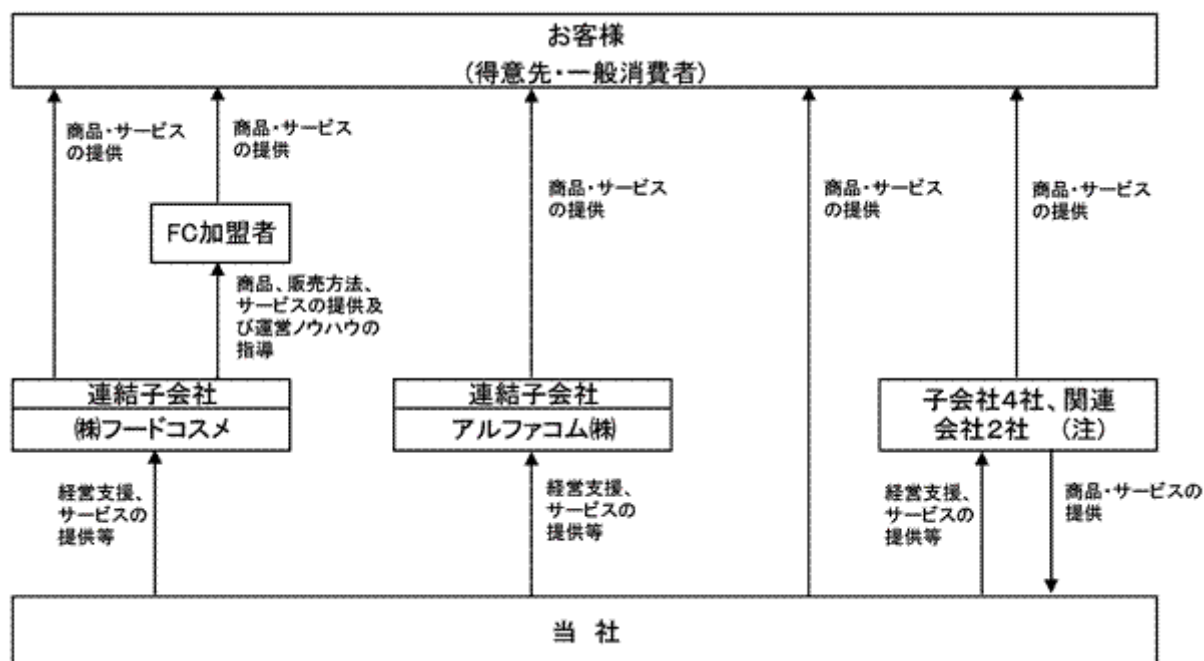 お客様
(得意先・一般消費者)
商品・サービス
の提供
商品・サービス
の提供
商品・サービス
の提供
商品・サービス
の提供
商品・サービス
の提供
FC加盟者
商品、販売方法、
サービスの提供及
び運営ノウハウの
指導
連結子会社
㈱フードコスメ
連結子会社
アルファコム㈱
子会社4社、関連
会社2社 (注)
経営支援、
サービスの
提供等
経営支援、
サービスの
提供等
経営支援、
サービスの
提供等
商品・サービスの
提供
当 社